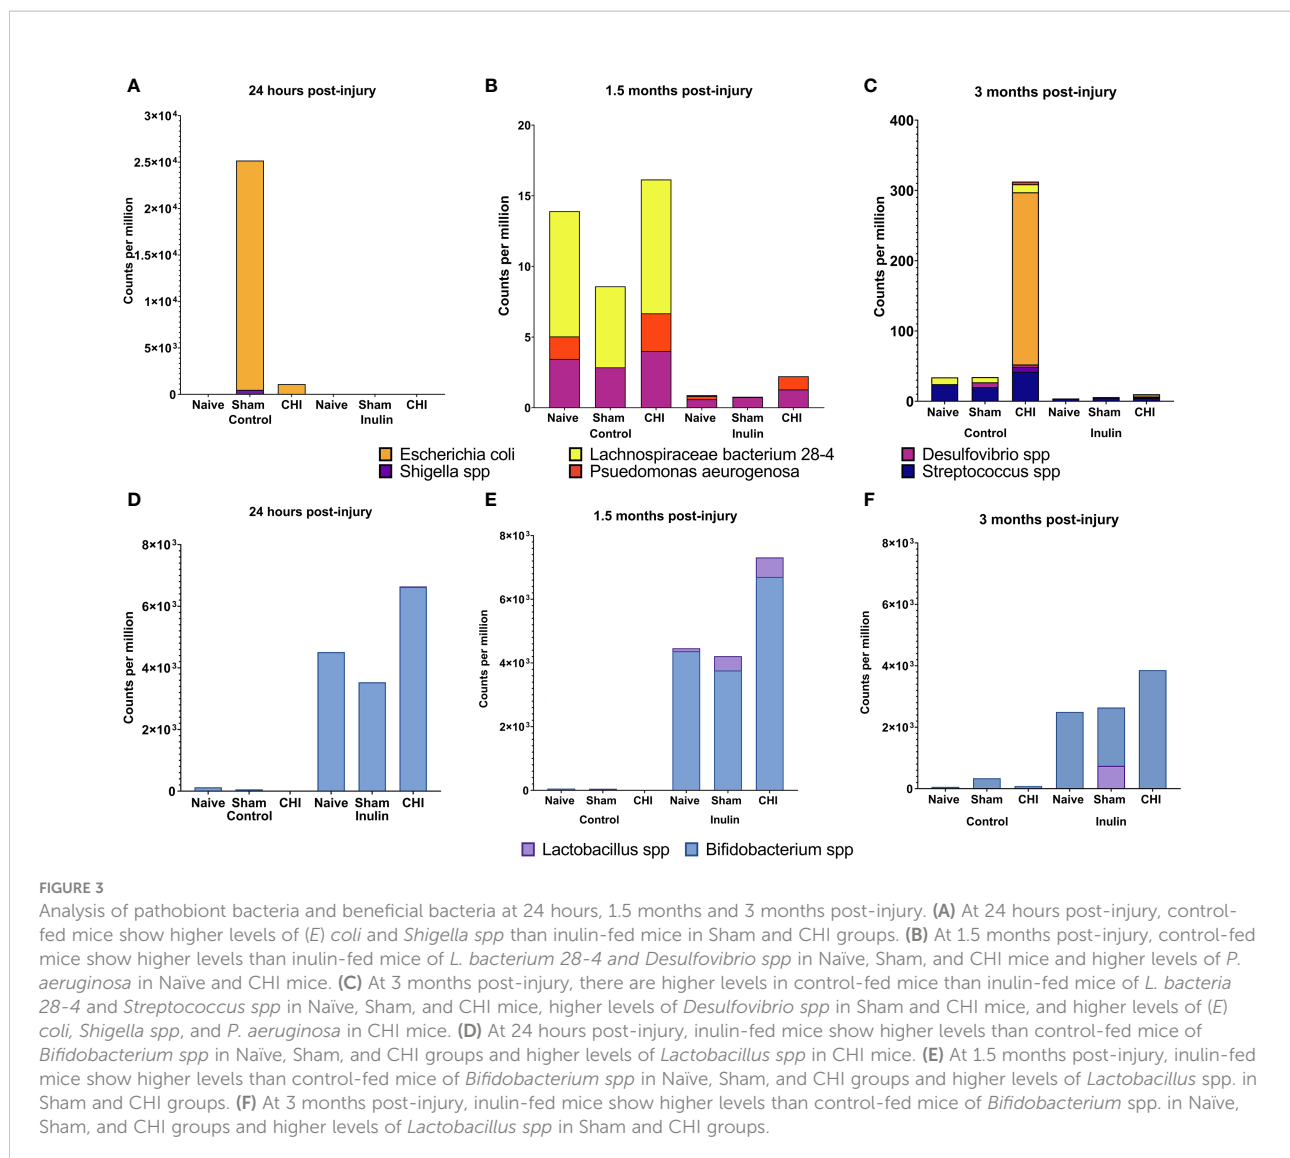 A
24 hours post-injury
Counts per million
3×10⁴
2.5×10⁴
2×10⁴
1.5×10⁴
1×10⁴
5×10³
0
Naive Sham CHI Naive Sham CHI
Control Inulin
B
1.5 months post-injury
Counts per million
20
15
10
5
0
Naive Sham CHI Naive Sham CHI
Control Inulin
C
3 months post-injury
Counts per million
400
300
200
100
0
Naive Sham CHI Naive Sham CHI
Control Inulin
Escherichia coli Lachnospiraceae bacterium 28-4 Desulfovibrio spp
Shigella spp Psuedomonas aeurogenosa Streptococcus spp
D
24 hours post-injury
Counts per million
8×10³
6×10³
4×10³
2×10³
0
Naive Sham CHI Naive Sham CHI
Control Inulin
E
1.5 months post-injury
Counts per million
8×10³
6×10³
4×10³
2×10³
0
Naive Sham CHI Naive Sham CHI
Control Inulin
F
3 months post-injury
Counts per million
8×10³
6×10³
4×10³
2×10³
0
Naive Sham CHI Naive Sham CHI
Control Inulin
Lactobacillus spp Bifidobacterium spp
FIGURE 3
Analysis of pathobiont bacteria and beneficial bacteria at 24 hours, 1.5 months and 3 months post-injury. (A) At 24 hours post-injury, control-
fed mice show higher levels of (E) coli and Shigella spp than inulin-fed mice in Sham and CHI groups. (B) At 1.5 months post-injury, control-fed
mice show higher levels than inulin-fed mice of L. bacterium 28-4 and Desulfovibrio spp in Naïve, Sham, and CHI mice and higher levels of P.
aeruginosa in Naïve and CHI mice. (C) At 3 months post-injury, there are higher levels in control-fed mice than inulin-fed mice of L. bacteria
28-4 and Streptococcus spp in Naïve, Sham, and CHI mice, higher levels of Desulfovibrio spp in Sham and CHI mice, and higher levels of (E)
coli, Shigella spp, and P. aeruginosa in CHI mice. (D) At 24 hours post-injury, inulin-fed mice show higher levels than control-fed mice of
Bifidobacterium spp in Naïve, Sham, and CHI groups and higher levels of Lactobacillus spp in CHI mice. (E) At 1.5 months post-injury, inulin-fed
mice show higher levels than control-fed mice of Bifidobacterium spp in Naïve, Sham, and CHI groups and higher levels of Lactobacillus spp. in
Sham and CHI groups. (F) At 3 months post-injury, inulin-fed mice show higher levels than control-fed mice of Bifidobacterium spp. in Naïve,
Sham, and CHI groups and higher levels of Lactobacillus spp in Sham and CHI groups.